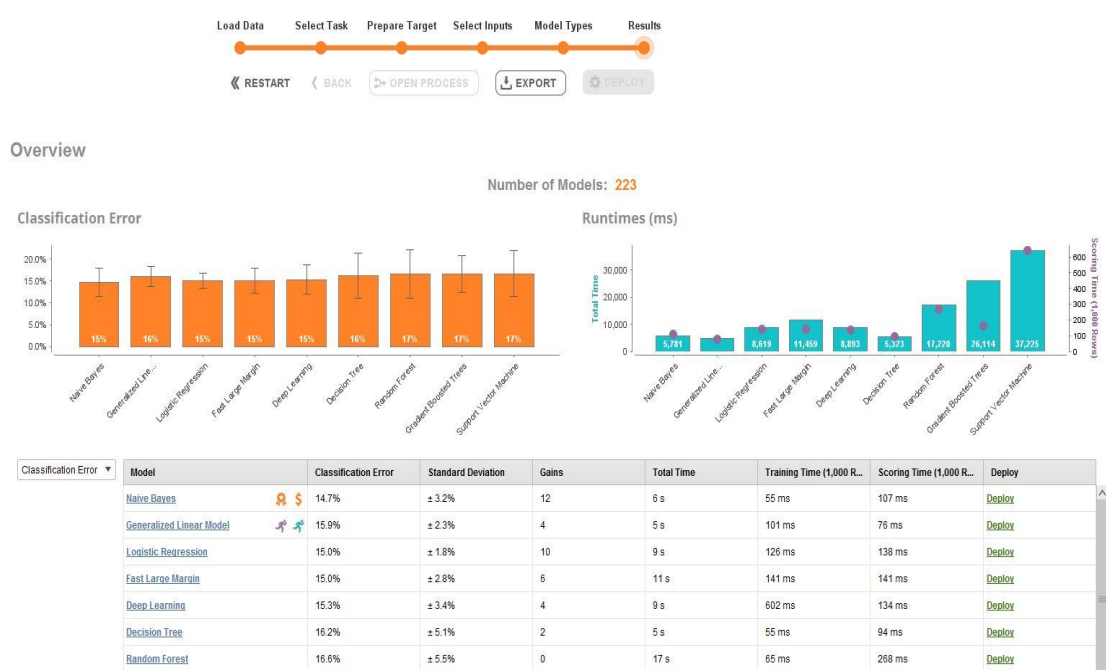 Load Data Select Task Prepare Target Select Inputs Model Types Results
RESTART BACK OPEN PROCESS EXPORT DEPLOY
Overview
Number of Models: 223
Classification Error
20.0%
15.0%
10.0%
5.0%
0.0%
15% 16% 15% 15% 15% 16% 17% 17% 17%
Naive Bayes
Generalized Line...
Logistic Regression
Fast Large Margin
Deep Learning
Decision Tree
Random Forest
Gradient Boosted Trees
Support Vector Machine
Runtimes (ms)
Total Time
30,000
20,000
10,000
0
5,781 8,619 11,459 8,893 5,323 17,220 26,114 37,225
Scoring Time (1,000 Rows)
600
500
400
300
200
100
0
Naive Bayes
Generalized Line...
Logistic Regression
Fast Large Margin
Deep Learning
Decision Tree
Random Forest
Gradient Boosted Trees
Support Vector Machine
Classification Error
Model Classification Error Standard Deviation Gains Total Time Training Time (1,000 R... Scoring Time (1,000 R... Deploy
Naive Bayes $ 14.7% ± 3.2% 12 6 s 55 ms 107 ms Deploy
Generalized Linear Model 15.9% ± 2.3% 4 5 s 101 ms 76 ms Deploy
Logistic Regression 15.0% ± 1.8% 10 9 s 126 ms 138 ms Deploy
Fast Large Margin 15.0% ± 2.8% 6 11 s 141 ms 141 ms Deploy
Deep Learning 15.3% ± 3.4% 4 9 s 602 ms 134 ms Deploy
Decision Tree 16.2% ± 5.1% 2 5 s 55 ms 94 ms Deploy
Random Forest 16.6% ± 5.5% 0 17 s 65 ms 268 ms Deploy